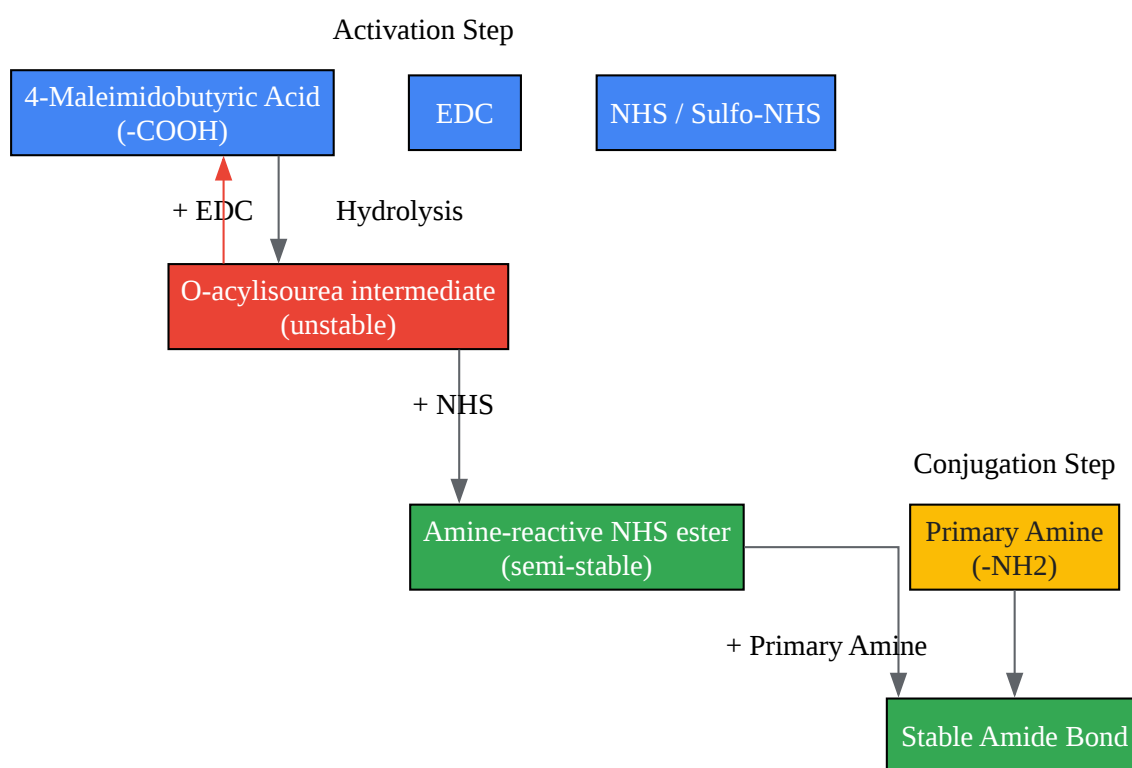 Activation Step
4-Maleimidobutyric Acid
(-COOH)
EDC
NHS / Sulfo-NHS
+ EDC
Hydrolysis
O-acylisourea intermediate
(unstable)
+ NHS
Conjugation Step
Amine-reactive NHS ester
(semi-stable)
Primary Amine
(-NH2)
+ Primary Amine
Stable Amide Bond